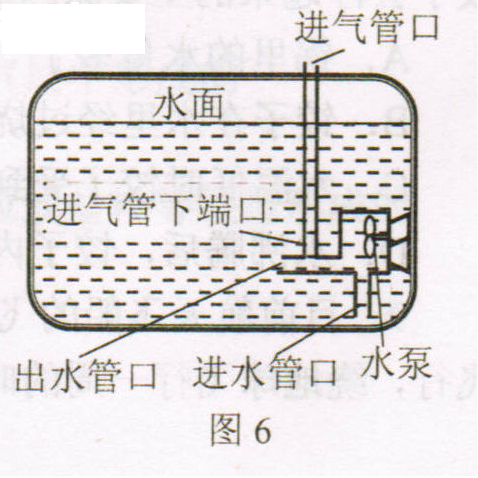 进气管口
水面
进气管下端口
出水管口
进水管口
水泵
图6